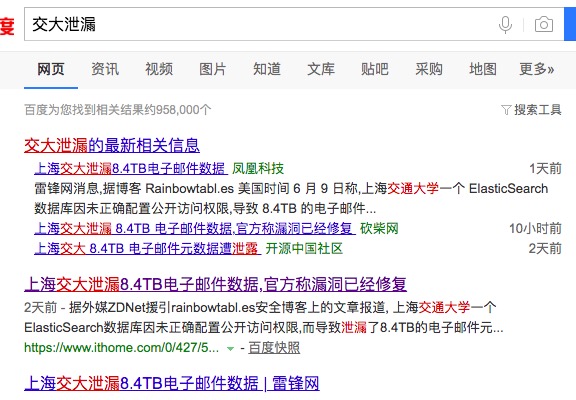 度 交大泄漏
网页 资讯 视频 图片 知道 文库 贴吧 采购 地图 更多»
百度为您找到相关结果约958,000个 搜索工具
交大泄漏的最新相关信息
上海交大泄漏8.4TB电子邮件数据 凤凰科技 1天前
雷锋网消息,据博客 Rainbowtabl.es 美国时间 6 月 9 日称,上海交通大学一个 ElasticSearch
数据库因未正确配置公开访问权限,导致 8.4TB 的电子邮件...
上海交大泄漏 8.4TB电子邮件数据,官方称漏洞已经修复 砍柴网 10小时前
上海交大 8.4TB 电子邮件元数据遭泄露 开源中国社区 2天前
上海交大泄漏8.4TB电子邮件数据,官方称漏洞已经修复
2天前 - 据外媒ZDNet援引rainbowtabl.es安全博客上的文章报道, 上海交通大学一个
ElasticSearch数据库因未正确配置公开访问权限,而导致泄漏了8.4TB的电子邮件元...
https://www.ithome.com/0/427/5... - 百度快照
上海交大泄漏8.4TB电子邮件数据 | 雷锋网